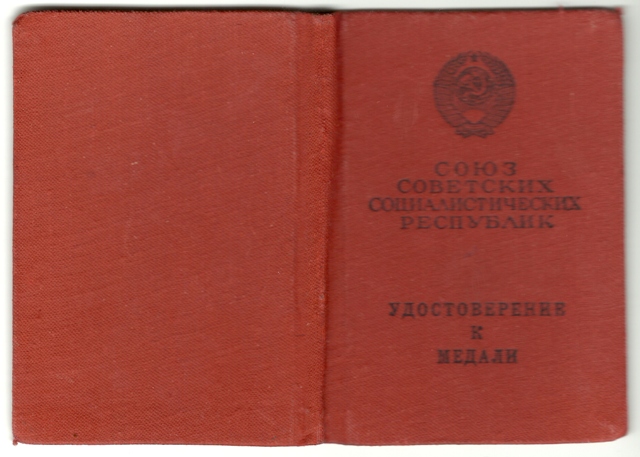 СОЮЗ
СОВЕТСКИХ
СОЦИАЛИСТИЧЕСКИХ
РЕСПУБЛИК
УДОСТОВЕРЕНИЕ
К
МЕДАЛИ